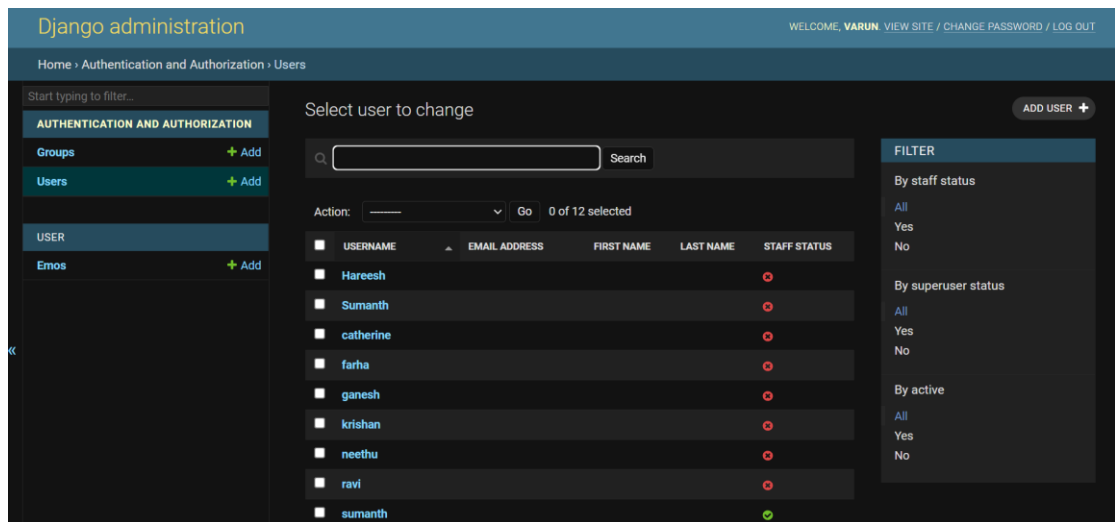 Django administration
WELCOME, VARUN. VIEW SITE / CHANGE PASSWORD / LOG OUT
Home › Authentication and Authorization › Users
Start typing to filter...
AUTHENTICATION AND AUTHORIZATION
Groups + Add
Users + Add
USER
Emos + Add
«
Select user to change
ADD USER +
Search
Action: --------- Go 0 of 12 selected
USERNAME EMAIL ADDRESS FIRST NAME LAST NAME STAFF STATUS
Hareesh
Sumanth
catherine
farha
ganesh
krishan
neethu
ravi
sumanth
FILTER
By staff status
All
Yes
No
By superuser status
All
Yes
No
By active
All
Yes
No